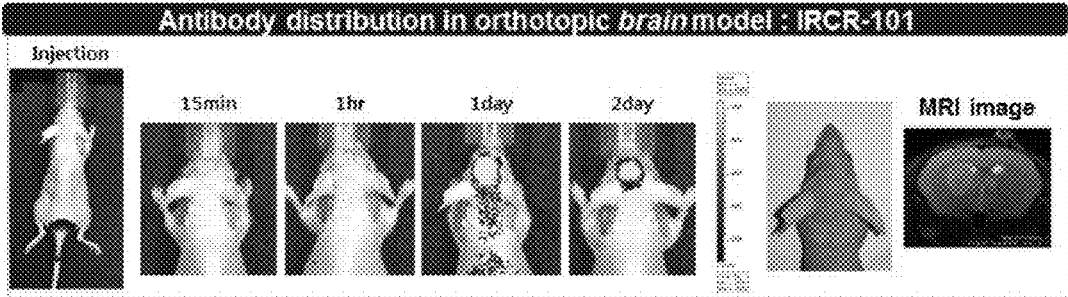 Antibody distribution in orthotopic brain model : IRCR-101
Injection
15min
1hr
1day
2day
MRI image